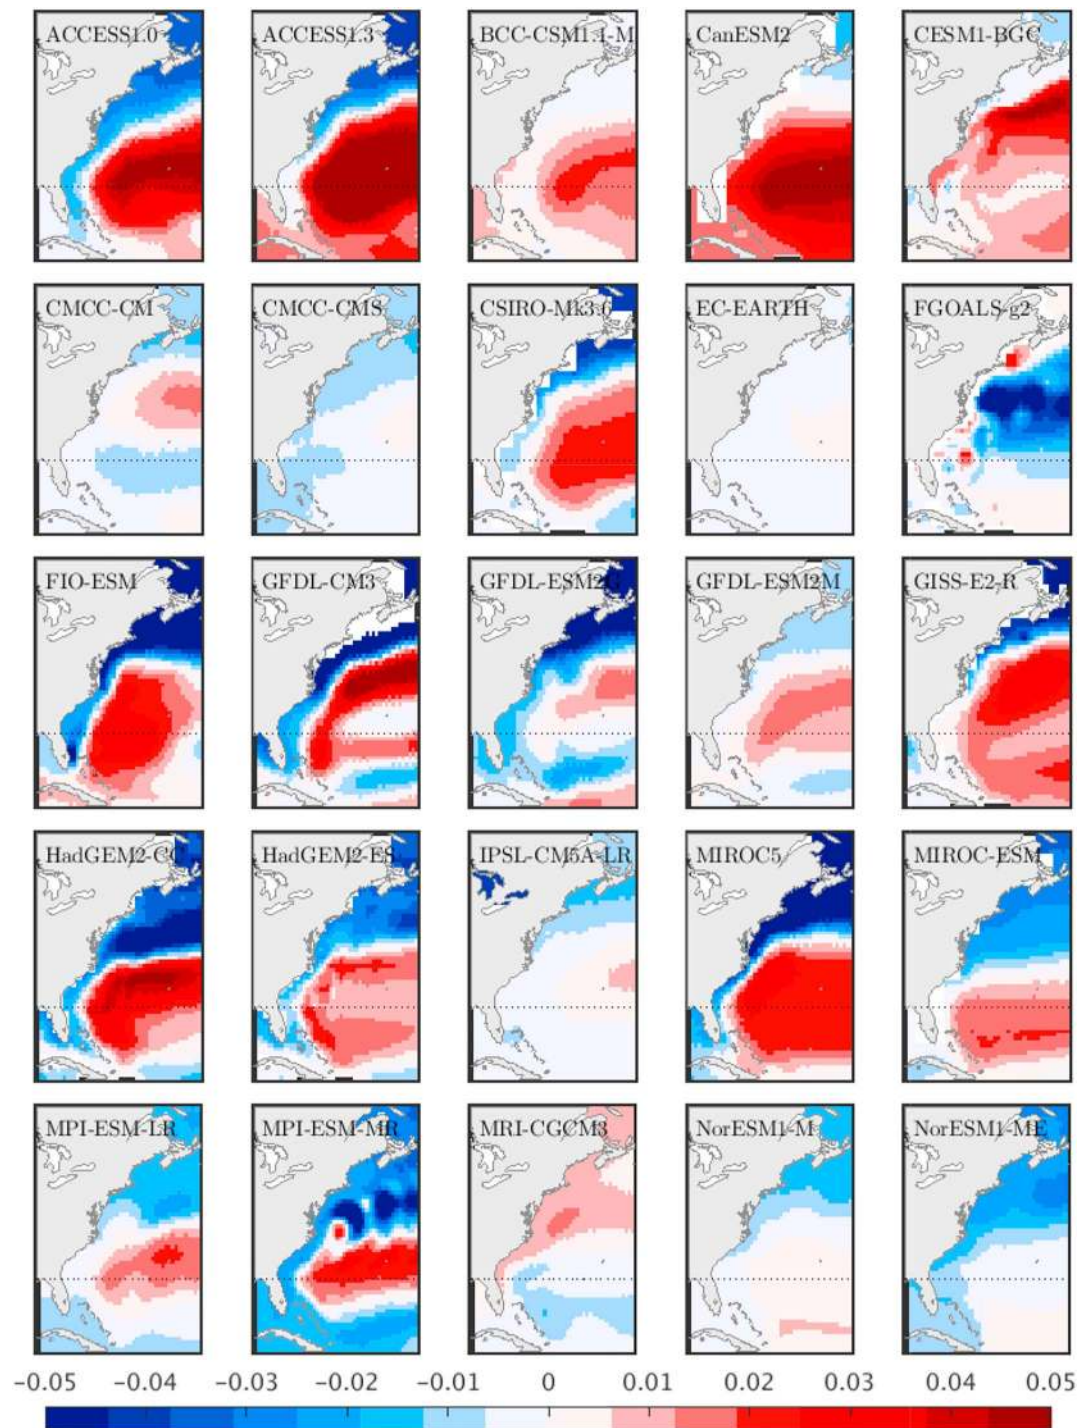 ACCESS1.0 ACCESS1.3 BCC-CSM1.1-M CanESM2 CESM1-BGC
CMCC-CM CMCC-CMS CSIRO-Mk3.6 EC-EARTH FGOALS-g2
FIO-ESM GFDL-CM3 GFDL-ESM2G GFDL-ESM2M GISS-E2-R
HadGEM2-CC HadGEM2-ES IPSL-CM5A-LR MIROC5 MIROC-ESM
MPI-ESM-LR MPI-ESM-MR MRI-CGCM3 NorESM1-M NorESM1-ME
-0.05 -0.04 -0.03 -0.02 -0.01 0 0.01 0.02 0.03 0.04 0.05